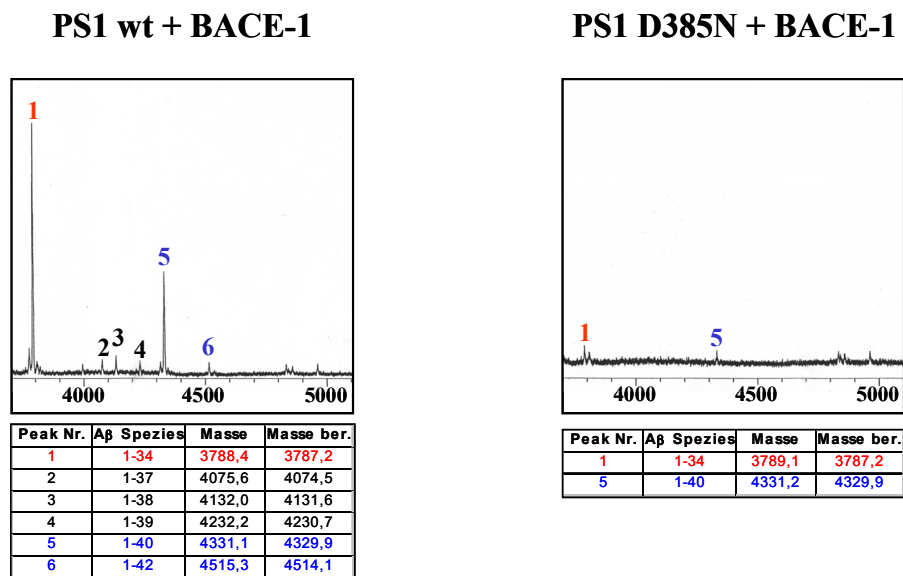 PS1 wt + BACE-1
1
5
3
2
4
6
4000 4500 5000
Peak Nr. Aβ Spezies Masse Masse ber.
1 1-34 3788,4 3787,2
2 1-37 4075,6 4074,5
3 1-38 4132,0 4131,6
4 1-39 4232,2 4230,7
5 1-40 4331,1 4329,9
6 1-42 4515,3 4514,1
PS1 D385N + BACE-1
1
5
4000 4500 5000
Peak Nr. Aβ Spezies Masse Masse ber.
1 1-34 3789,1 3787,2
5 1-40 4331,2 4329,9